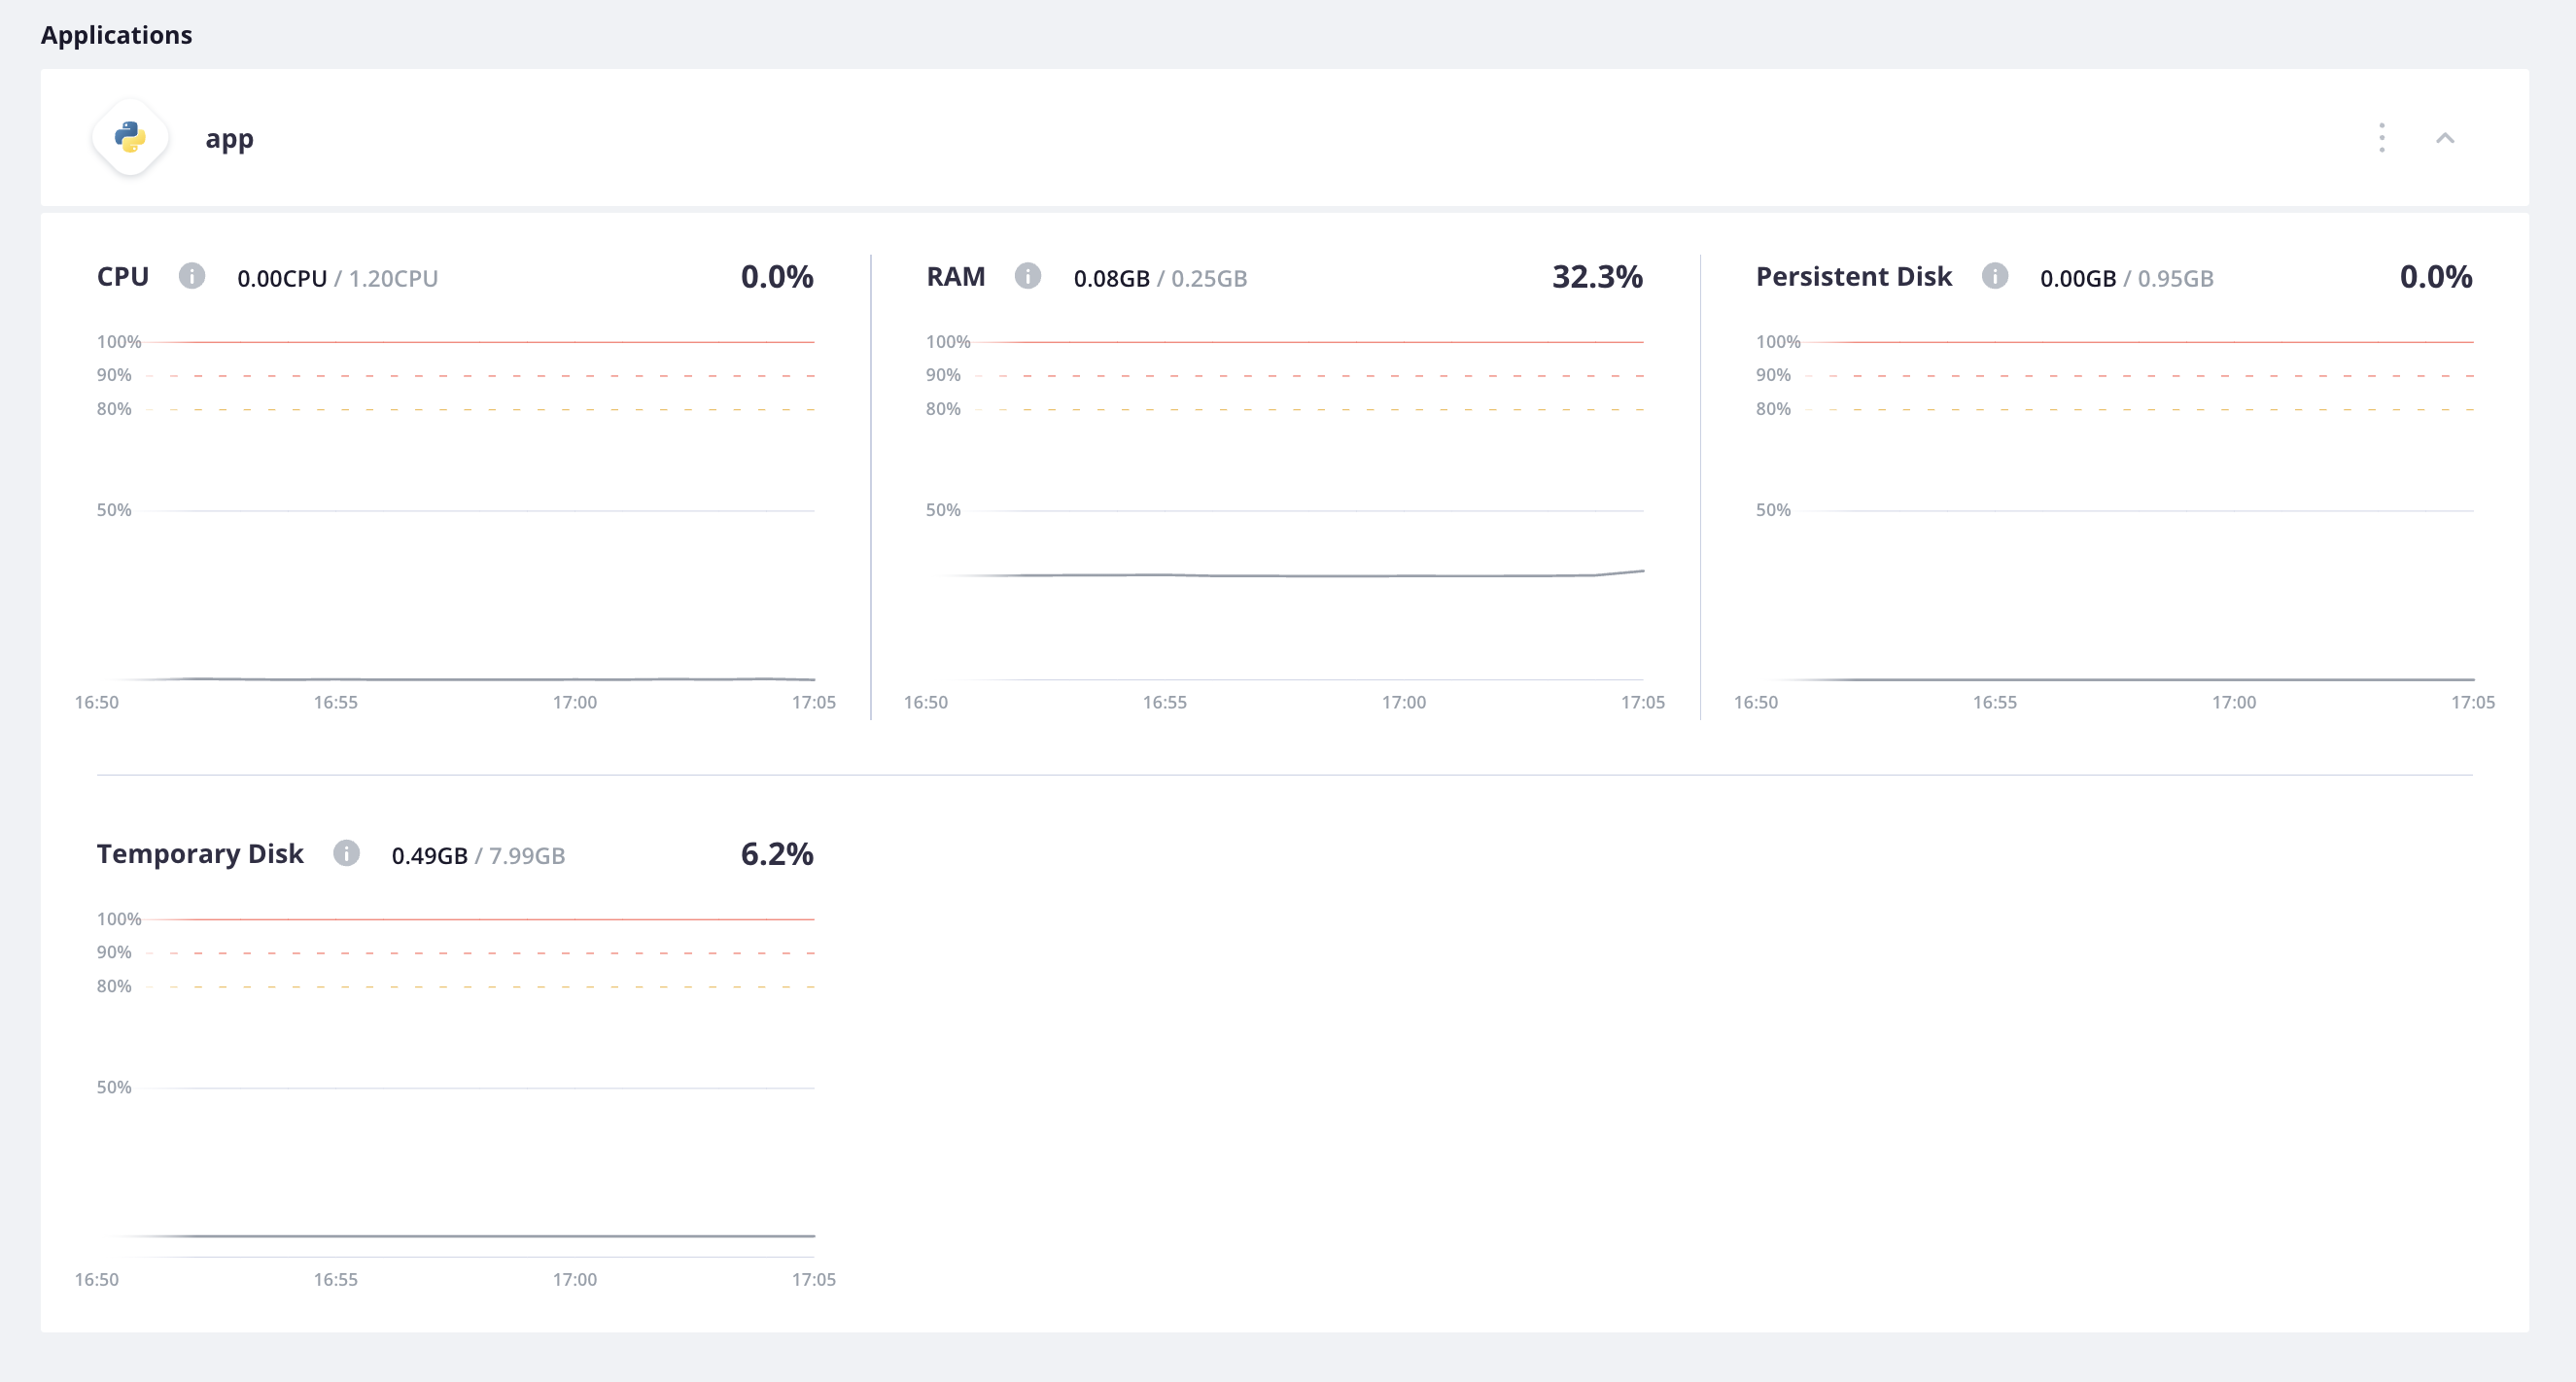 Applications
app
CPU 0.00CPU / 1.20CPU 0.0%
100%
90%
80%
50%
16:50 16:55 17:00 17:05
RAM 0.08GB / 0.25GB 32.3%
100%
90%
80%
50%
16:50 16:55 17:00 17:05
Persistent Disk 0.00GB / 0.95GB 0.0%
100%
90%
80%
50%
16:50 16:55 17:00 17:05
Temporary Disk 0.49GB / 7.99GB 6.2%
100%
90%
80%
50%
16:50 16:55 17:00 17:05